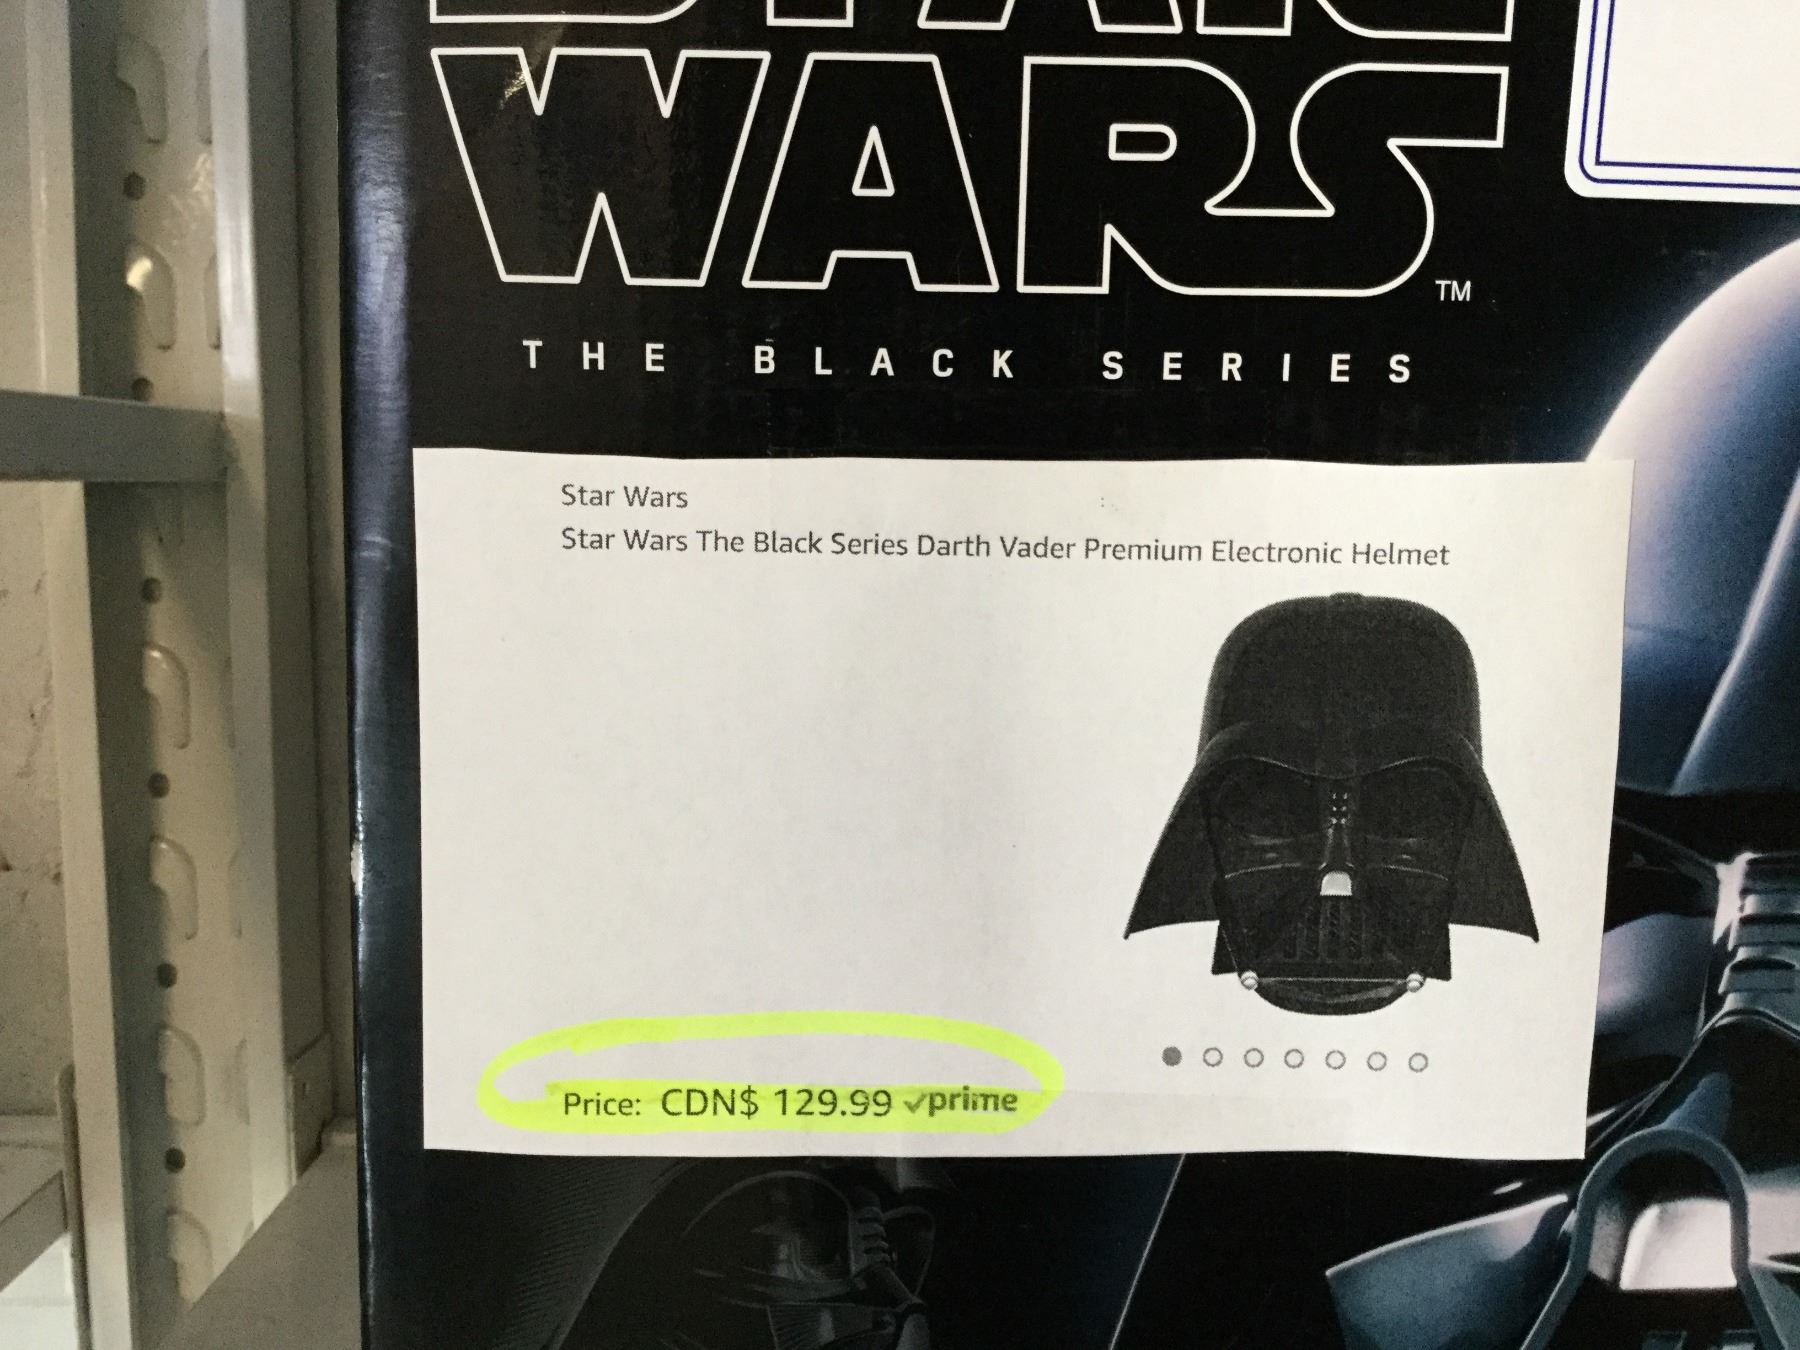 STAR
WARS
TM
THE BLACK SERIES
Star Wars
Star Wars The Black Series Darth Vader Premium Electronic Helmet
Price: CDN$ 129.99 ✓prime